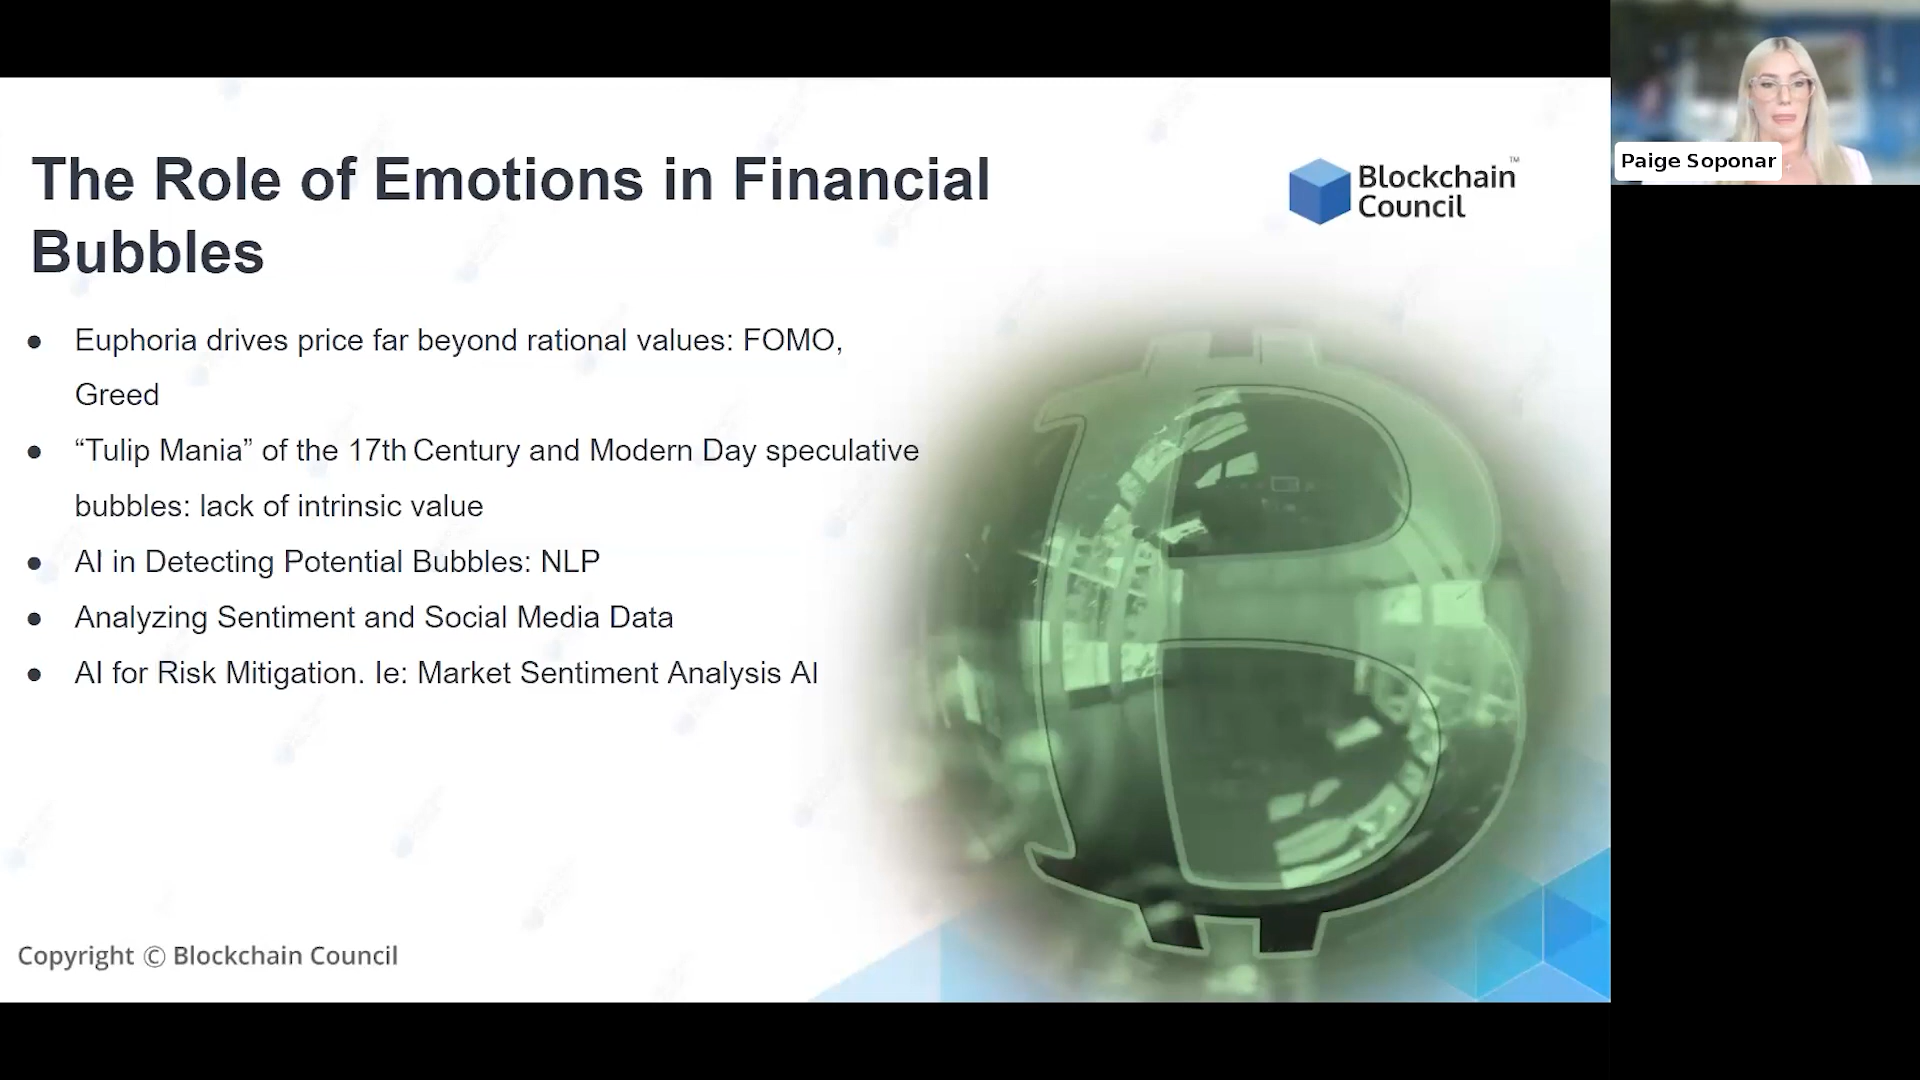 The Role of Emotions in Financial
Bubbles
Blockchain™
Council
Paige Soponar
● Euphoria drives price far beyond rational values: FOMO,
Greed
● “Tulip Mania” of the 17th Century and Modern Day speculative
bubbles: lack of intrinsic value
● AI in Detecting Potential Bubbles: NLP
● Analyzing Sentiment and Social Media Data
● AI for Risk Mitigation. Ie: Market Sentiment Analysis AI
Copyright © Blockchain Council